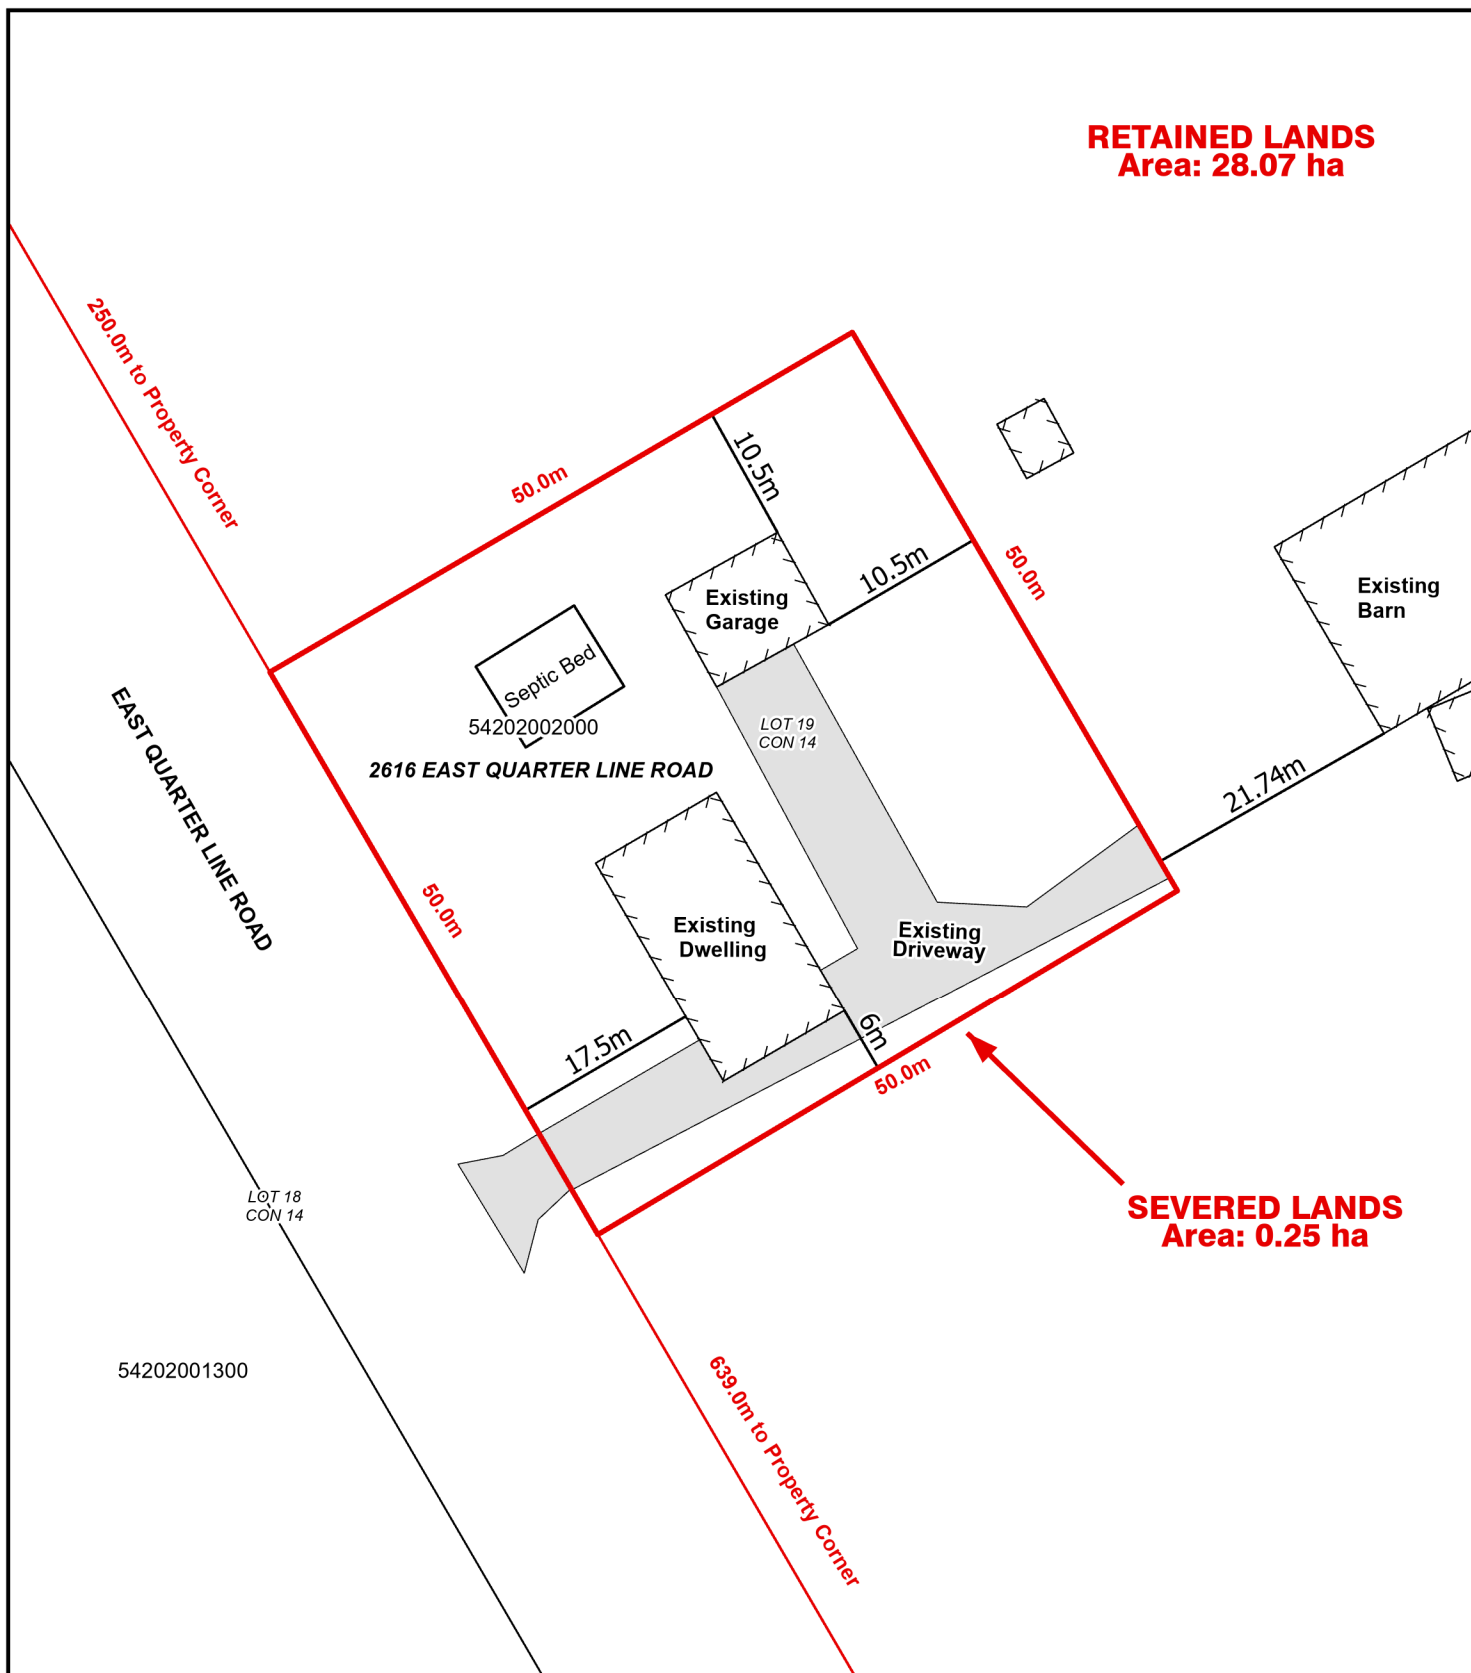 RETAINED LANDS
Area: 28.07 ha
250.0m to Property Corner
50.0m
10.5m
10.5m
50.0m
Existing
Garage
Existing
Barn
Septic Bed
54202002000
LOT 19
CON 14
2616 EAST QUARTER LINE ROAD
EAST QUARTER LINE ROAD
21.74m
50.0m
Existing
Dwelling
Existing
Driveway
17.5m
6m
50.0m
LOT 18
CON 14
SEVERED LANDS
Area: 0.25 ha
54202001300
639.0m to Property Corner